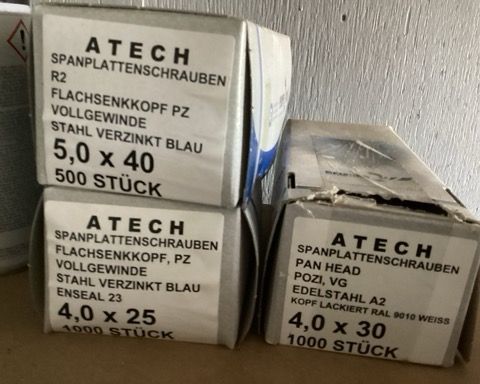 ATECH
SPANPLATTENSCHRAUBEN
R2
FLACHSENKKOPF PZ
VOLLGEWINDE
STAHL VERZINKT BLAU
5,0 x 40
500 STÜCK
ATECH
SPANPLATTENSCHRAUBEN
FLACHSENKKOPF, PZ
VOLLGEWINDE
STAHL VERZINKT BLAU
ENSEAL 23
4,0 x 25
1000 STÜCK
ATECH
SPANPLATTENSCHRAUBEN
PAN HEAD
POZI, VG
EDELSTAHL A2
KOPF LACKIERT RAL 9010 WEISS
4,0 x 30
1000 STÜCK